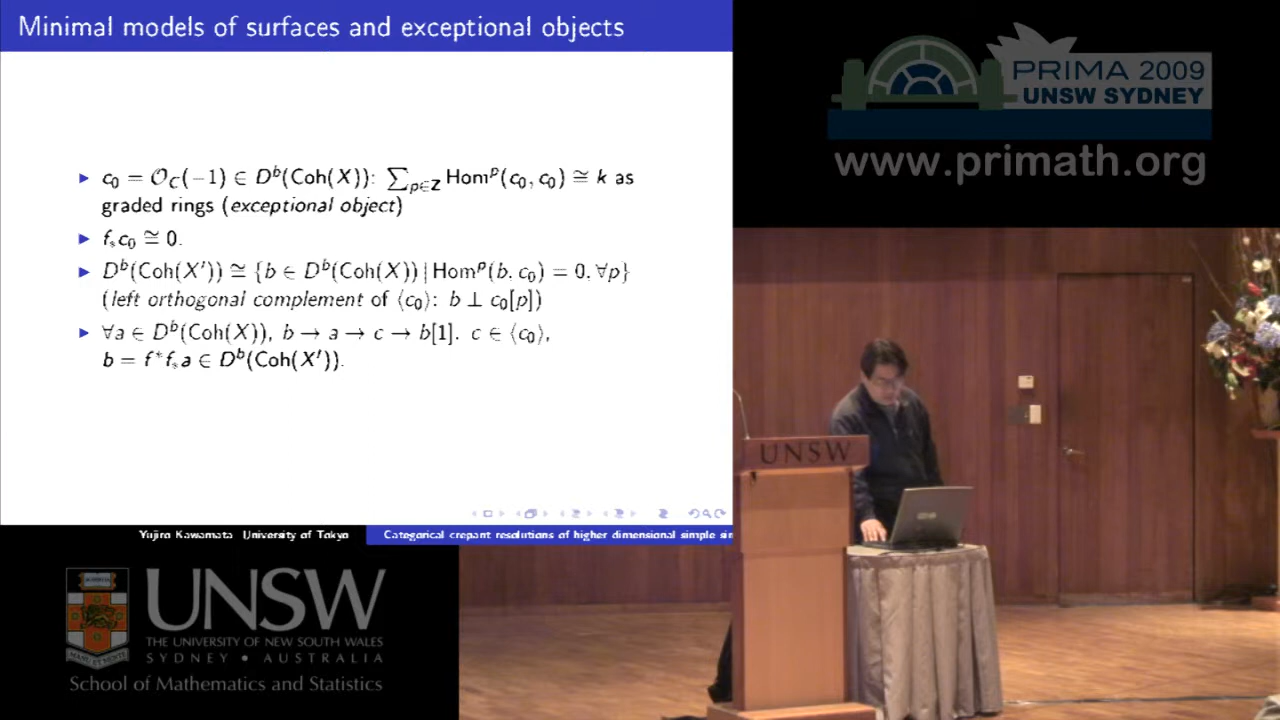 Minimal models of surfaces and exceptional objects
▶ c₀ = 𝒪_C(−1) ∈ D^b(Coh(X)): ∑_{p∈Z} Hom^p(c₀, c₀) ≅ k as
graded rings (exceptional object)
▶ f_*c₀ ≅ 0.
▶ D^b(Coh(X′)) ≅ {b ∈ D^b(Coh(X)) | Hom^p(b, c₀) = 0, ∀p}
(left orthogonal complement of ⟨c₀⟩: b ⊥ c₀[p])
▶ ∀a ∈ D^b(Coh(X)), b → a → c → b[1]. c ∈ ⟨c₀⟩,
b = f^*f_*a ∈ D^b(Coh(X′)).
Yujiro Kawamata University of Tokyo
Categorical crepant resolutions of higher dimensional simple sin
PRIMA 2009
UNSW SYDNEY
www.primath.org
UNSW
UNSW
THE UNIVERSITY OF NEW SOUTH WALES
SYDNEY • AUSTRALIA
School of Mathematics and Statistics